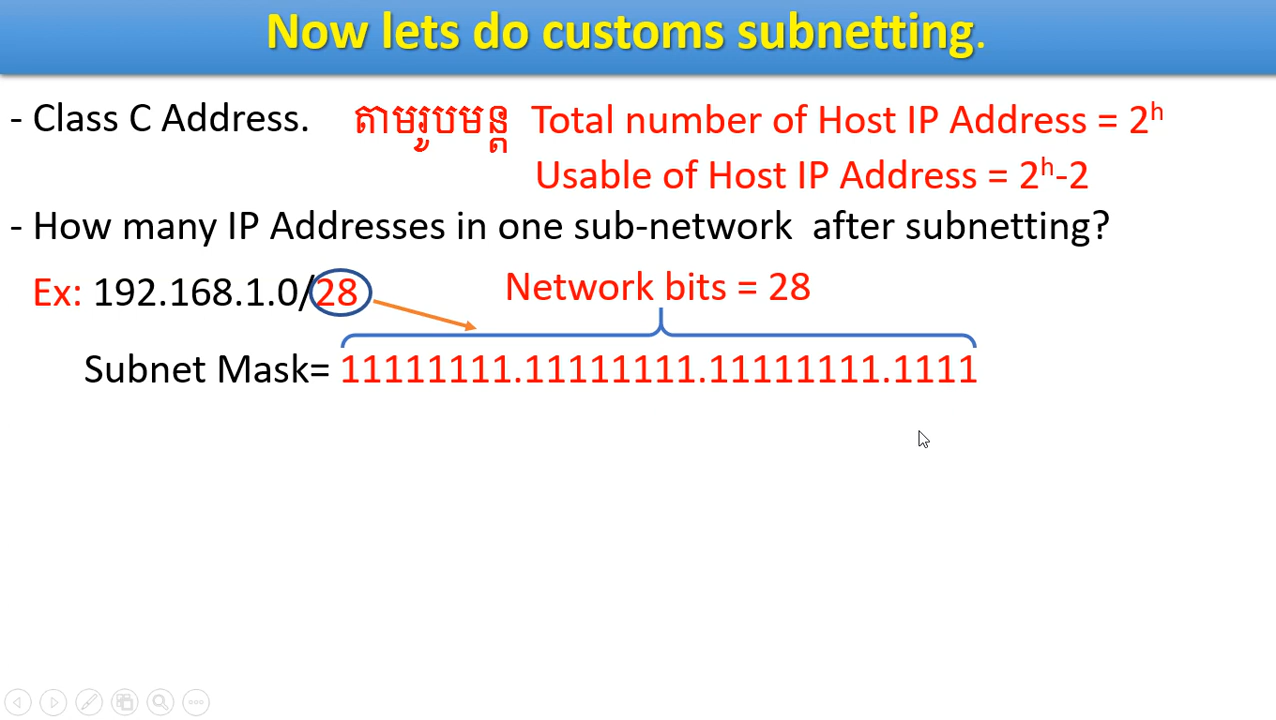 Now lets do customs subnetting.
- Class C Address. តាមរូបមន្ត Total number of Host IP Address = 2ʰ
Usable of Host IP Address = 2ʰ-2
- How many IP Addresses in one sub-network after subnetting?
Ex: 192.168.1.0/28 Network bits = 28
Subnet Mask= 11111111.11111111.11111111.1111